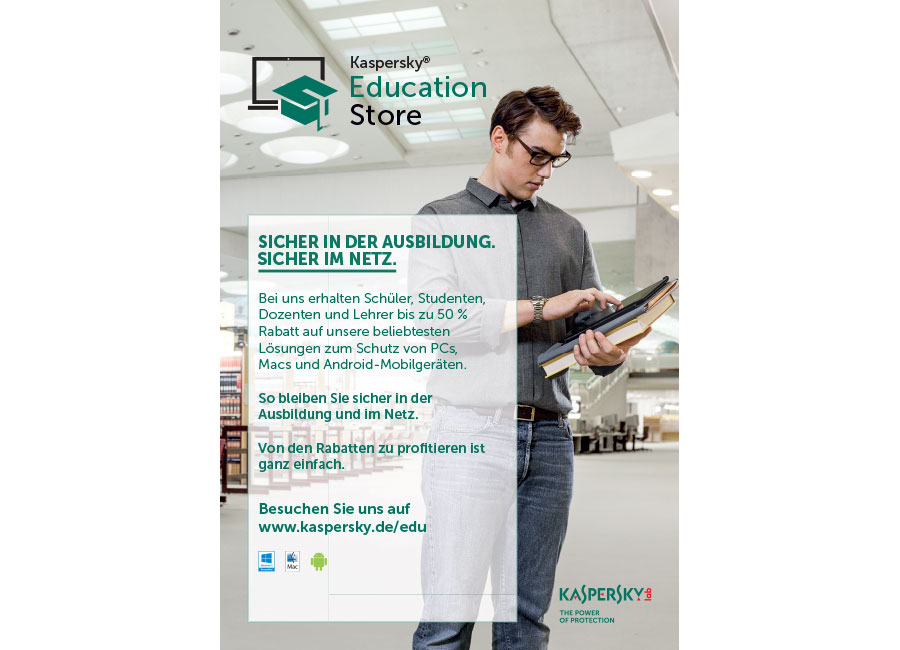 Kaspersky®
Education
Store
SICHER IN DER AUSBILDUNG.
SICHER IM NETZ.
Bei uns erhalten Schüler, Studenten,
Dozenten und Lehrer bis zu 50 %
Rabatt auf unsere beliebtesten
Lösungen zum Schutz von PCs,
Macs und Android-Mobilgeräten.
So bleiben Sie sicher in der
Ausbildung und im Netz.
Von den Rabatten zu profitieren ist
ganz einfach.
Besuchen Sie uns auf
www.kaspersky.de/edu
Mac
KASPERSKY lab
THE POWER
OF PROTECTION